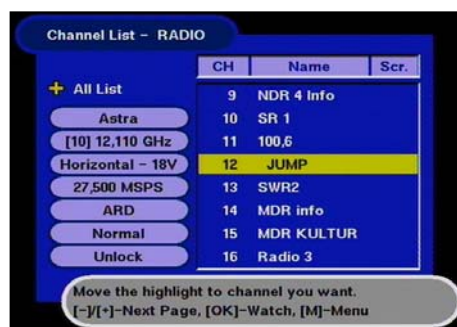 Channel List - RADIO
CH Name Scr.
+ All List
Astra
[10] 12,110 GHz
Horizontal - 18V
27,500 MSPS
ARD
Normal
Unlock
9 NDR 4 Info
10 SR 1
11 100,6
12 JUMP
13 SWR2
14 MDR info
15 MDR KULTUR
16 Radio 3
Move the highlight to channel you want.
[-]/[+]-Next Page, [OK]-Watch, [M]-Menu